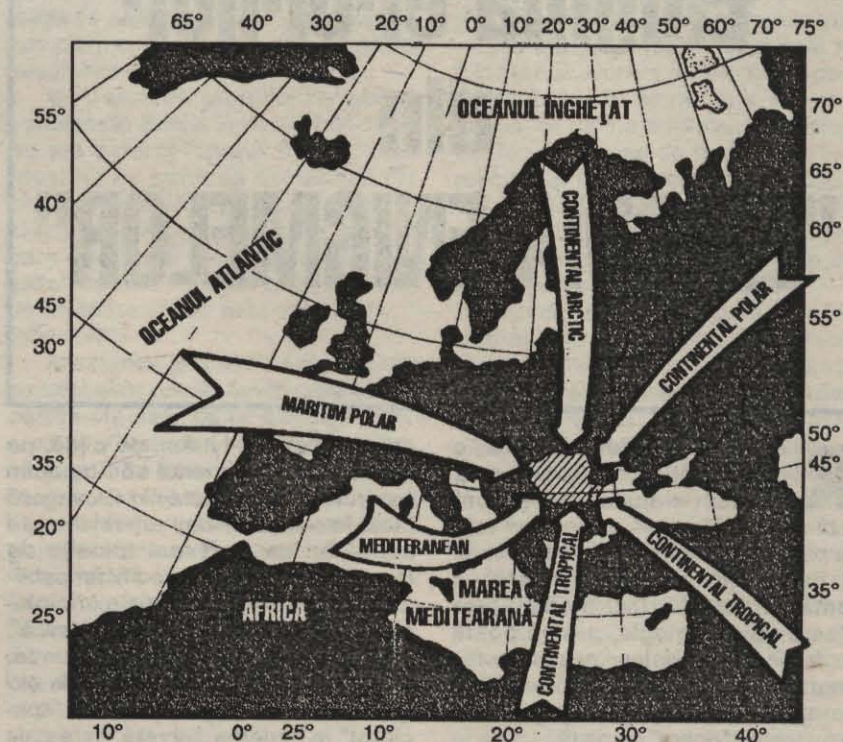 65° 40° 30° 20° 10° 0° 10° 20° 30° 40° 50° 60° 70° 75°
OCEANUL ÎNGHEȚAT
70°
55°
65°
40°
60°
OCEANUL ATLANTIC
CONTINENTAL ARCTIC
45°
CONTINENTAL POLAR
55°
30°
MARITIM POLAR
50°
45°
35°
20°
MEDITERANEAN
CONTINENTAL TROPICAL
CONTINENTAL TROPICAL
35°
MAREA
MEDITEARANĂ
AFRICA
25°
10° 0° 25° 10° 20° 30° 40°